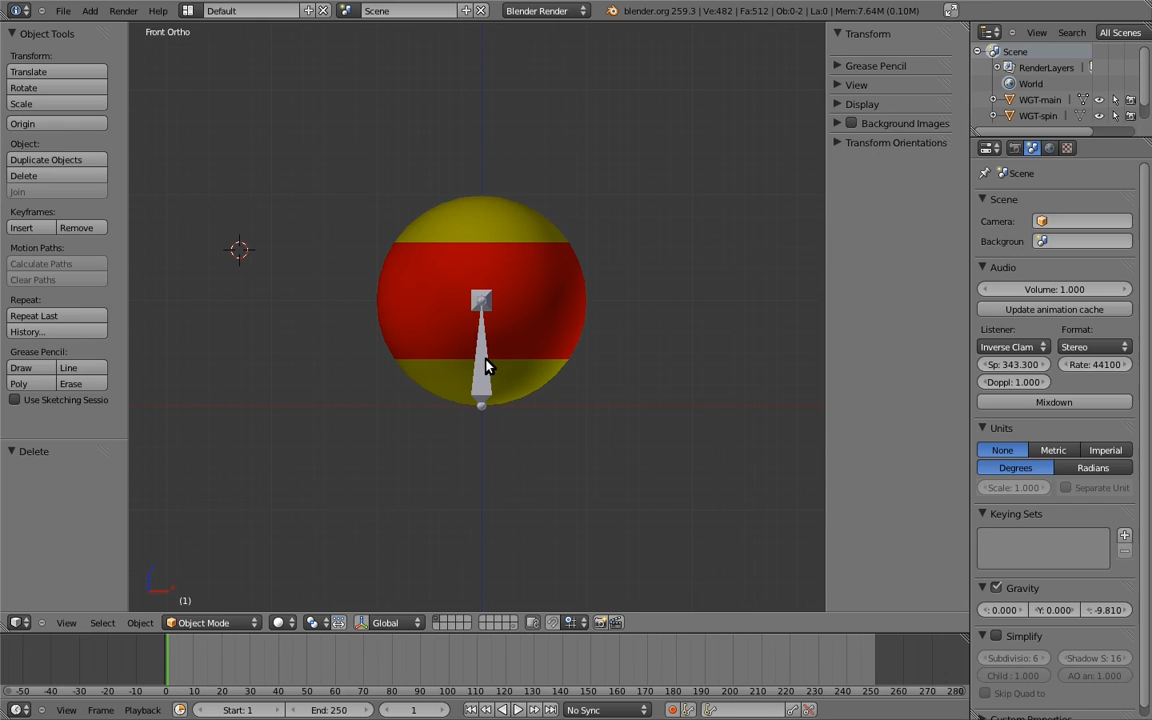 File Add Render Help Default Scene Blender Render blender.org 259.3 | Ve:482 | Fa:512 | Ob:0-2 | La:0 | Mem:7.64M (0.10M)
Object Tools
Transform:
Translate
Rotate
Scale
Origin
Object:
Duplicate Objects
Delete
Join
Keyframes:
Insert Remove
Motion Paths:
Calculate Paths
Clear Paths
Repeat:
Repeat Last
History...
Grease Pencil:
Draw Line
Poly Erase
Use Sketching Sessio
Delete
Front Ortho
(1)
Transform
Grease Pencil
View
Display
Background Images
Transform Orientations
View Search All Scenes
Scene
RenderLayers |
World
WGT-main |
WGT-spin |
Scene
Scene
Camera:
Backgroun
Audio
Volume: 1.000
Update animation cache
Listener: Format:
Inverse Clam Stereo
Sp: 343.300 Rate: 44100
Doppl: 1.000
Mixdown
Units
None Metric Imperial
Degrees Radians
Scale: 1.000 Separate Unit
Keying Sets
Gravity
: 0.000 Y: 0.000 : -9.810
Simplify
Subdivisio: 6 Shadow S: 16
Child : 1.000 AO an: 1.000
Skip Quad to
Custom Properties
View Select Object Object Mode Global
-50 -40 -30 -20 -10 0 10 20 30 40 50 60 70 80 90 100 110 120 130 140 150 160 170 180 190 200 210 220 230 240 250 260 270 280
View Frame Playback Start: 1 End: 250 1 No Sync